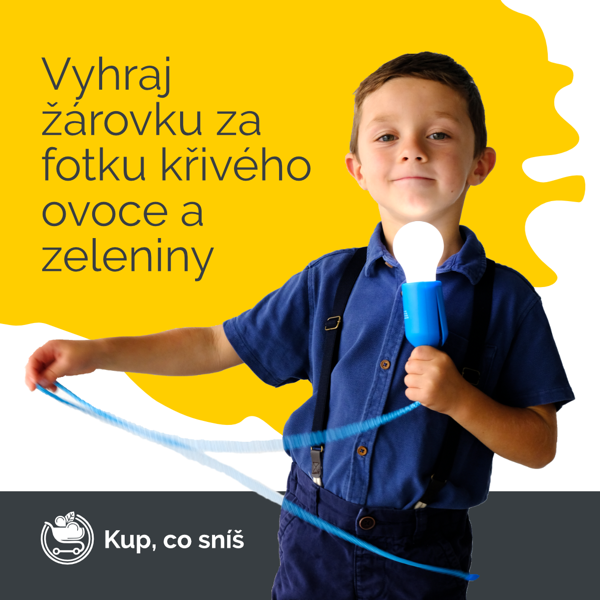 Vyhraj
žárovku za
fotku křivého
ovoce a
zeleniny
Kup, co sníš